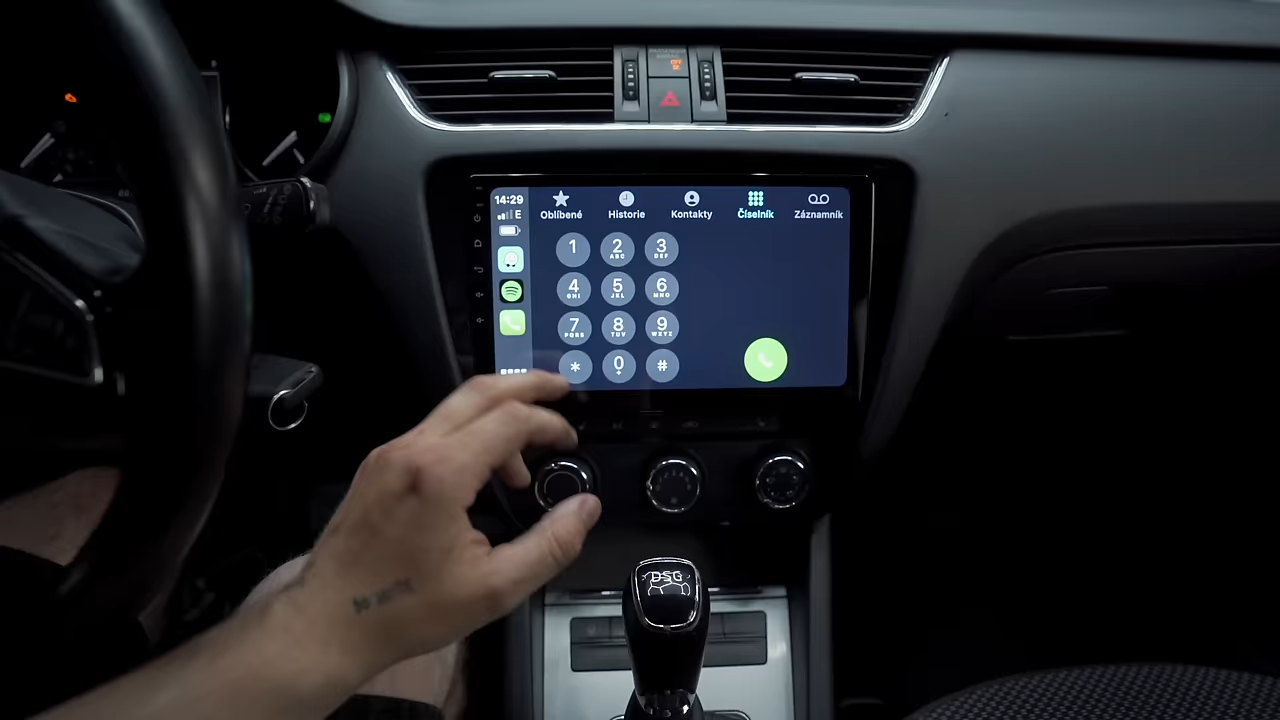 OFF
14:29
E
Oblíbené
Historie
Kontakty
Číselník
Záznamník
1
2
ABC
3
DEF
4
GHI
5
JKL
6
MNO
7
PQRS
8
TUV
9
WXYZ
*
0
+
#
DSG